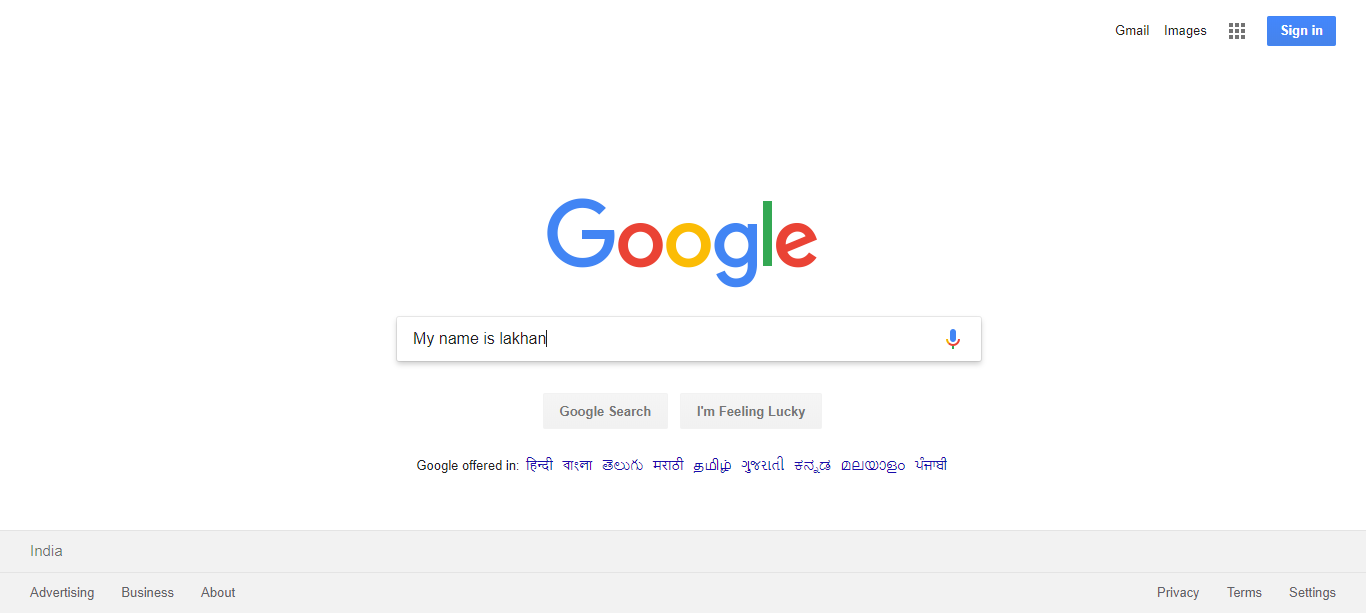 Gmail Images Sign in
Google
My name is lakhan
Google Search I'm Feeling Lucky
Google offered in: हिन्दी বাংলা తెలుగు मराठी தமிழ் ગુજરાતી ಕನ್ನಡ മലയാളം ਪੰਜਾਬੀ
India
Advertising Business About Privacy Terms Settings